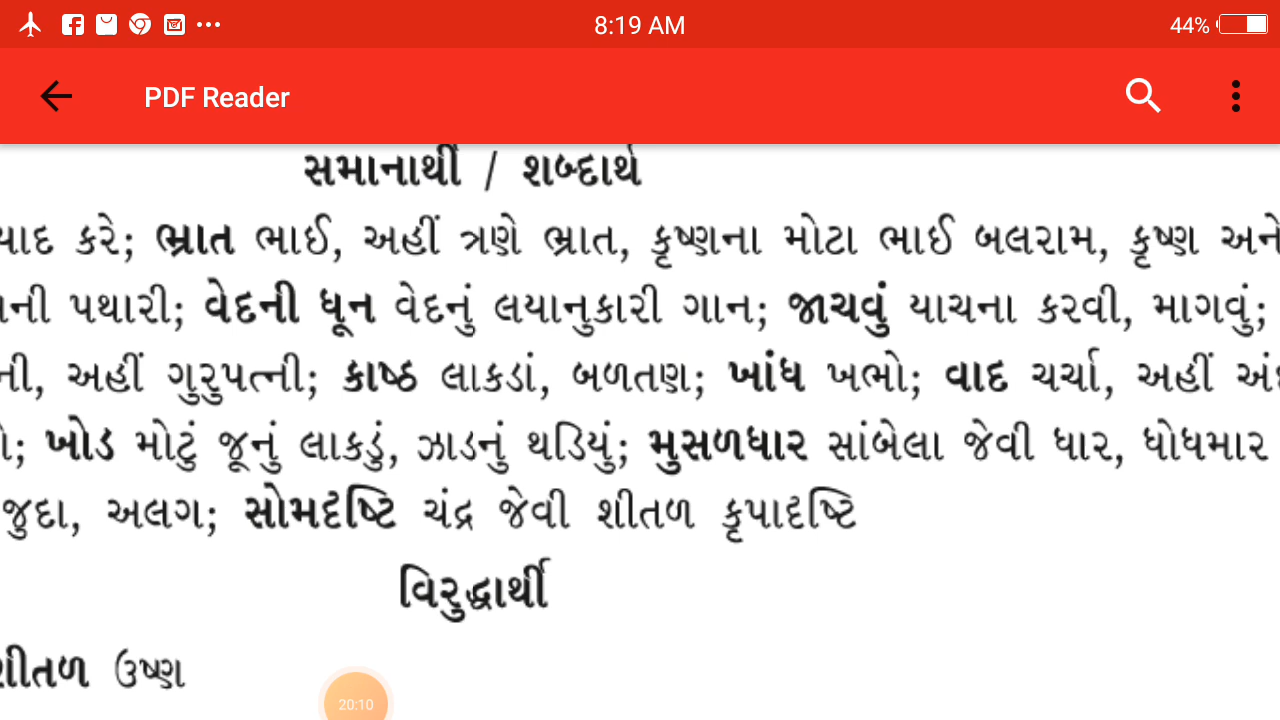 8:19 AM
44%
PDF Reader
સમાનાર્થી / શબ્દાર્થ
યાદ કરે; ભ્રાત ભાઈ, અહીં ત્રણે ભ્રાત, કૃષ્ણના મોટા ભાઈ બલરામ, કૃષ્ણ અને
પથારી; વેદની ધૂન વેદનું લયાનુકારી ગાન; જાચવું યાચના કરવી, માગવું;
અહીં ગુરુપત્ની; કાષ્ઠ લાકડાં, બળતણ; ખાંધ ખભો; વાદ ચર્ચા, અહીં
ખોડ મોટું જૂનું લાકડું, ઝાડનું થડિયું; મુસળધાર સાંબેલા જેવી ધાર, ધોધમાર
જુદા, અલગ; સોમદૃષ્ટિ ચંદ્ર જેવી શીતળ કૃપાદૃષ્ટિ
વિરુદ્ધાર્થી
શીતળ ઉષ્ણ
20:10